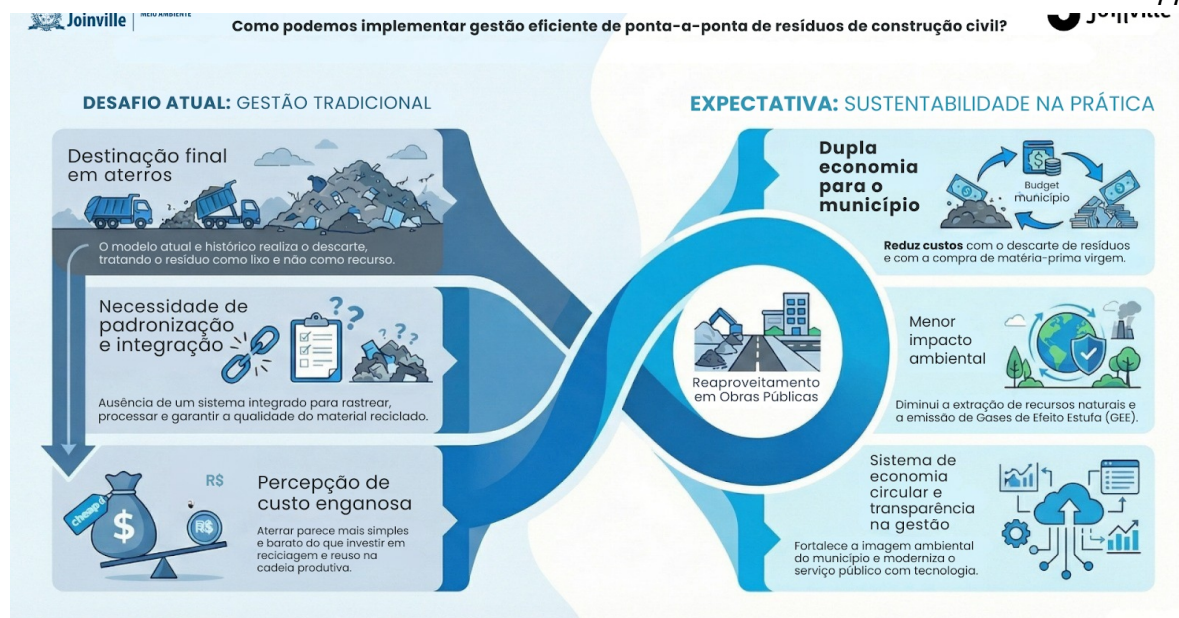 Joinville
MEIO AMBIENTE
Como podemos implementar gestão eficiente de ponta-a-ponta de resíduos de construção civil?
Joinville
DESAFIO ATUAL: GESTÃO TRADICIONAL
Destinação final
em aterros
O modelo atual e histórico realiza o descarte,
tratando o resíduo como lixo e não como recurso.
Necessidade de
padronização
e integração
??
???
Ausência de um sistema integrado para rastrear,
processar e garantir a qualidade do material reciclado.
cheap
$
R$
R$
Percepção de
custo enganosa
Aterrar parece mais simples
e barato do que investir em
reciclagem e reuso na
cadeia produtiva.
Reaproveitamento
em Obras Públicas
EXPECTATIVA: SUSTENTABILIDADE NA PRÁTICA
Dupla
economia
para o
município
$
Budget
município
$
$
Reduz custos com o descarte de resíduos
e com a compra de matéria-prima virgem.
Menor
impacto
ambiental
Diminui a extração de recursos naturais e
a emissão de Gases de Efeito Estufa (GEE).
Sistema de
economia
circular e
transparência
na gestão
Fortalece a imagem ambiental
do município e moderniza o
serviço público com tecnologia.